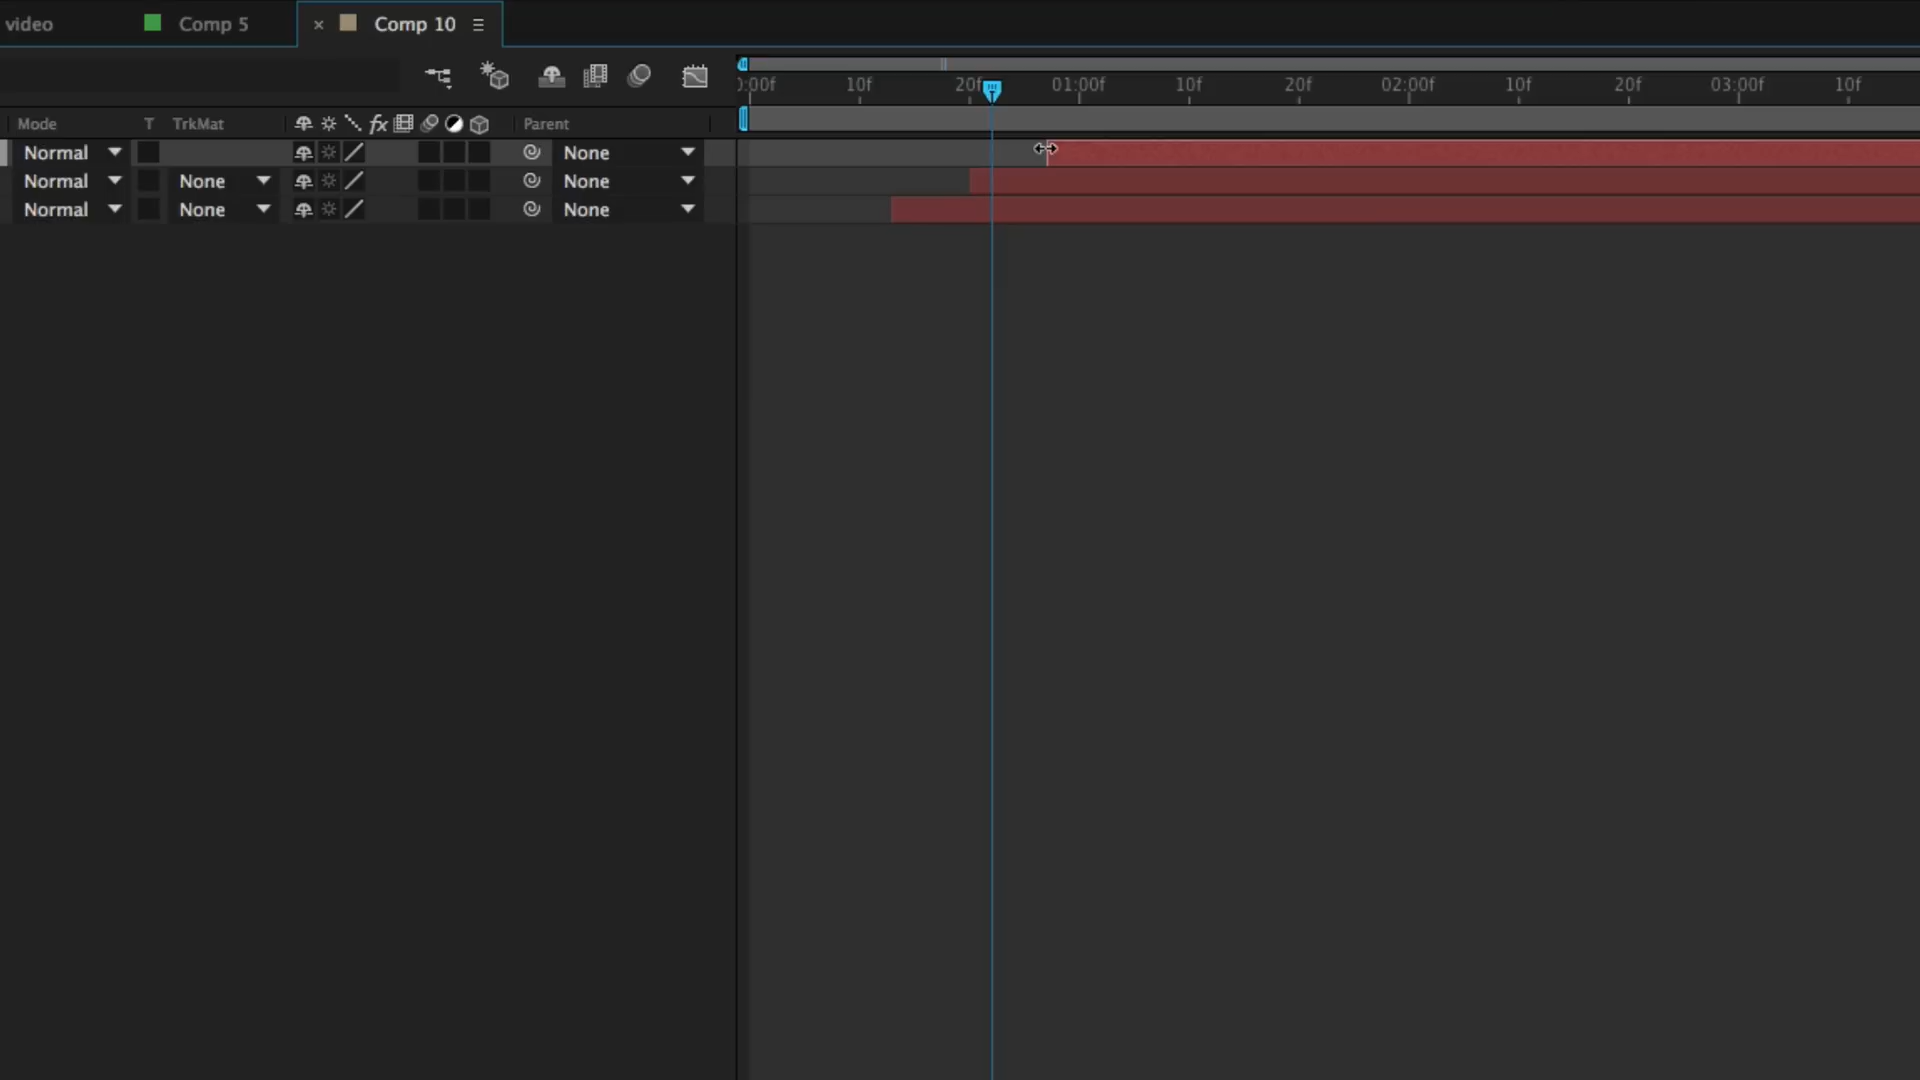 video Comp 5 × Comp 10
0:00f 10f 20f 01:00f 10f 20f 02:00f 10f 20f 03:00f 10f
Mode T TrkMat fx Parent
Normal None
Normal None None
Normal None None